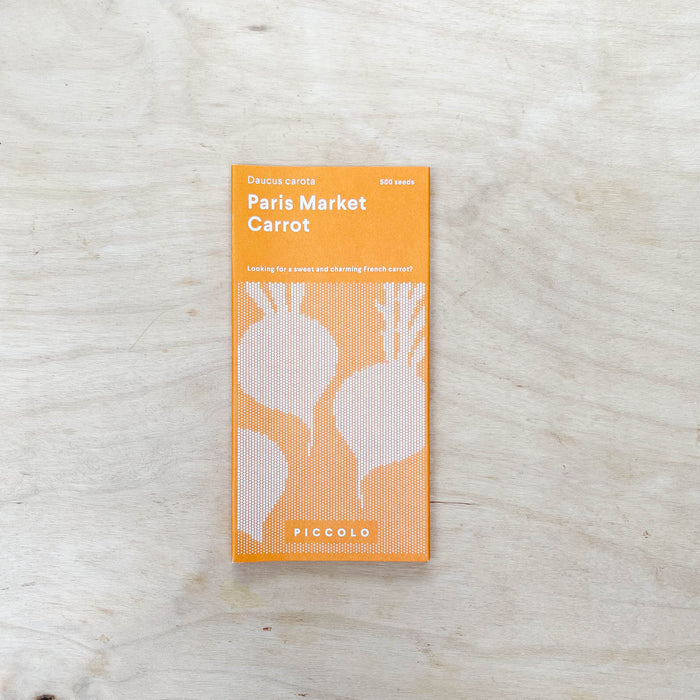 Daucus carota
500 seeds
Paris Market
Carrot
Looking for a sweet and charming French carrot?
PICCOLO